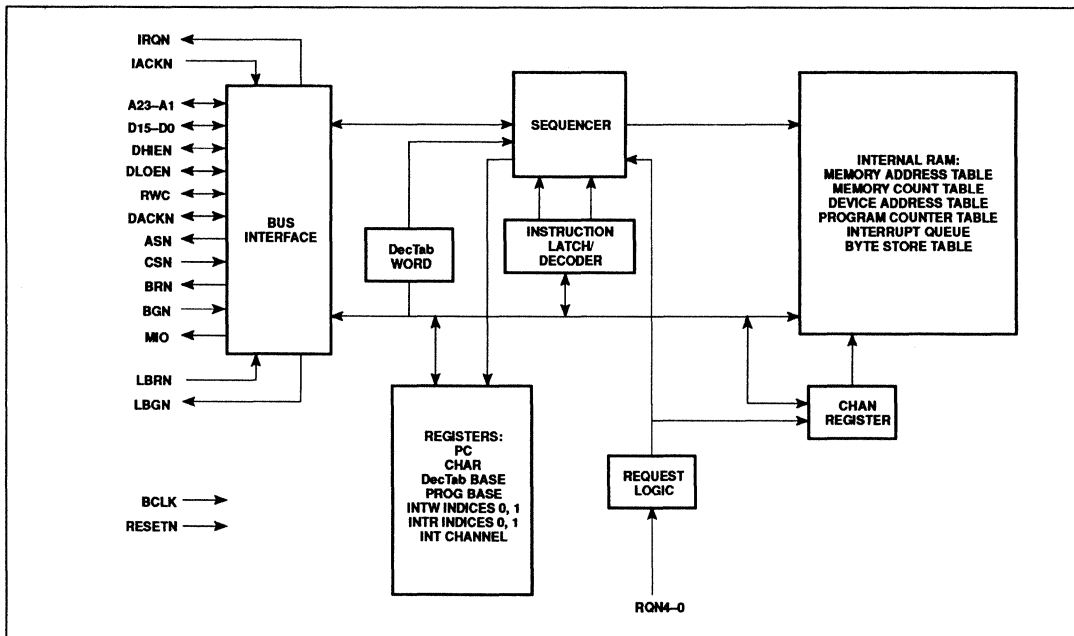 IRQN
IACKN
A23–A1
D15–D0
DHIEN
DLOEN
RWC
DACKN
ASN
CSN
BRN
BGN
MIO
LBRN
LBGN
BCLK
RESETN
BUS
INTERFACE
DecTab
WORD
SEQUENCER
INSTRUCTION
LATCH/
DECODER
REGISTERS:
PC
CHAR
DecTab BASE
PROG BASE
INTW INDICES 0, 1
INTR INDICES 0, 1
INT CHANNEL
REQUEST
LOGIC
RQN4–0
INTERNAL RAM:
MEMORY ADDRESS TABLE
MEMORY COUNT TABLE
DEVICE ADDRESS TABLE
PROGRAM COUNTER TABLE
INTERRUPT QUEUE
BYTE STORE TABLE
CHAN
REGISTER